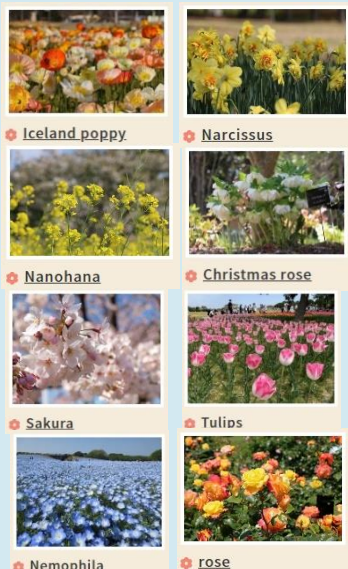 Iceland poppy
Narcissus
Nanohana
Christmas rose
Sakura
Tulips
Nemophila
rose